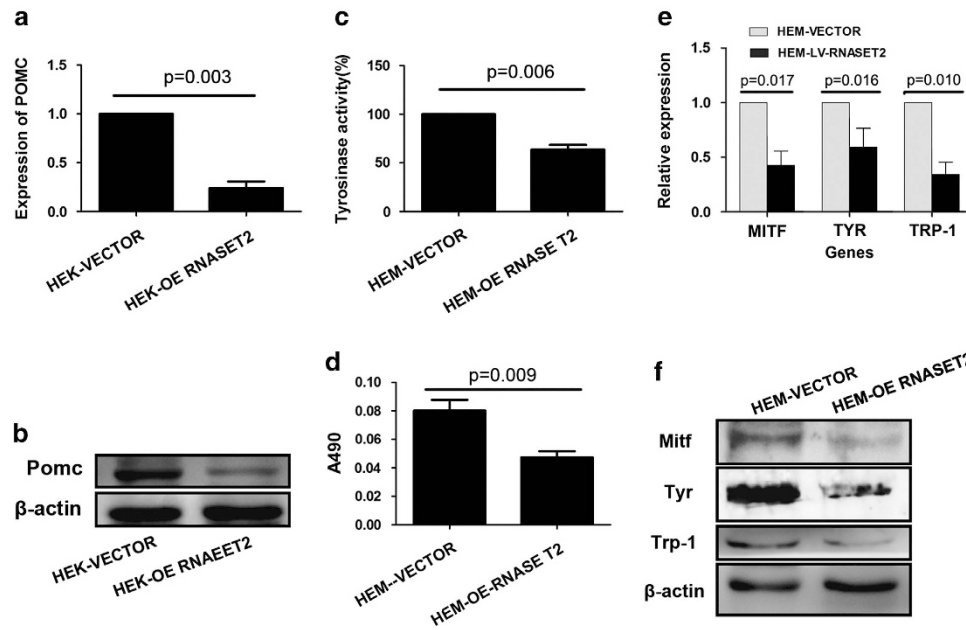 a
Expression of POMC
1.5
1.0
0.5
0.0
p=0.003
HEK-VECTOR
HEK-OE RNASET2
b
Pomc
β-actin
HEK-VECTOR
HEK-OE RNAEET2
c
Tyrosinase activity(%)
150
100
50
0
p=0.006
HEM-VECTOR
HEM-OE RNASE T2
d
A490
0.10
0.08
0.06
0.04
0.02
0.00
p=0.009
HEM--VECTOR
HEM-OE-RNASE T2
e
HEM-VECTOR
HEM-LV-RNASET2
Relative expression
1.5
1.0
0.5
0.0
p=0.017
p=0.016
p=0.010
MITF
TYR
TRP-1
Genes
f
HEM-VECTOR
HEM-OE RNASET2
Mitf
Tyr
Trp-1
β-actin